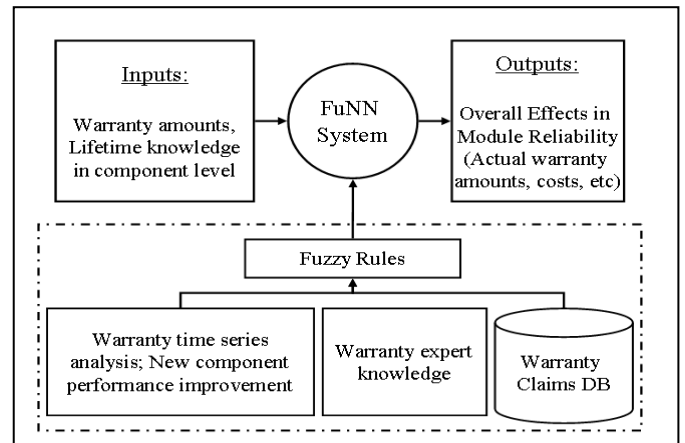 Inputs:
Warranty amounts,
Lifetime knowledge
in component level
FuNN
System
Outputs:
Overall Effects in
Module Reliability
(Actual warranty
amounts, costs, etc)
Fuzzy Rules
Warranty time series
analysis; New component
performance improvement
Warranty expert
knowledge
Warranty
Claims DB